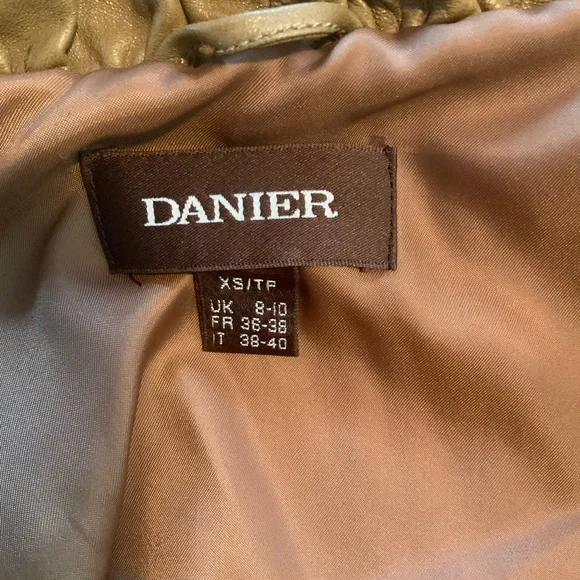 DANIER
XS/TP
UK 8-10
FR 36-38
IT 38-40